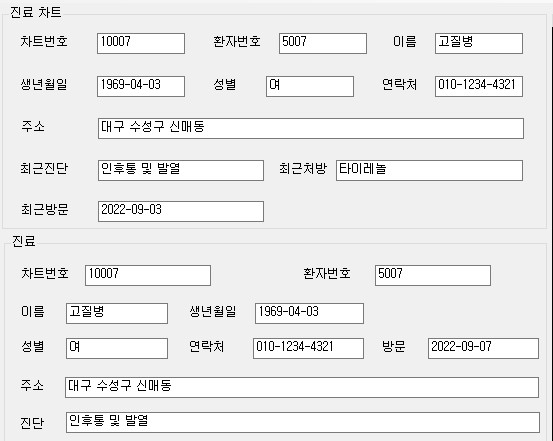 진료 차트
차트번호 10007 환자번호 5007 이름 고질병
생년월일 1969-04-03 성별 여 연락처 010-1234-4321
주소 대구 수성구 신매동
최근진단 인후통 및 발열 최근처방 타이레놀
최근방문 2022-09-03
진료
차트번호 10007 환자번호 5007
이름 고질병 생년월일 1969-04-03
성별 여 연락처 010-1234-4321 방문 2022-09-07
주소 대구 수성구 신매동
진단 인후통 및 발열